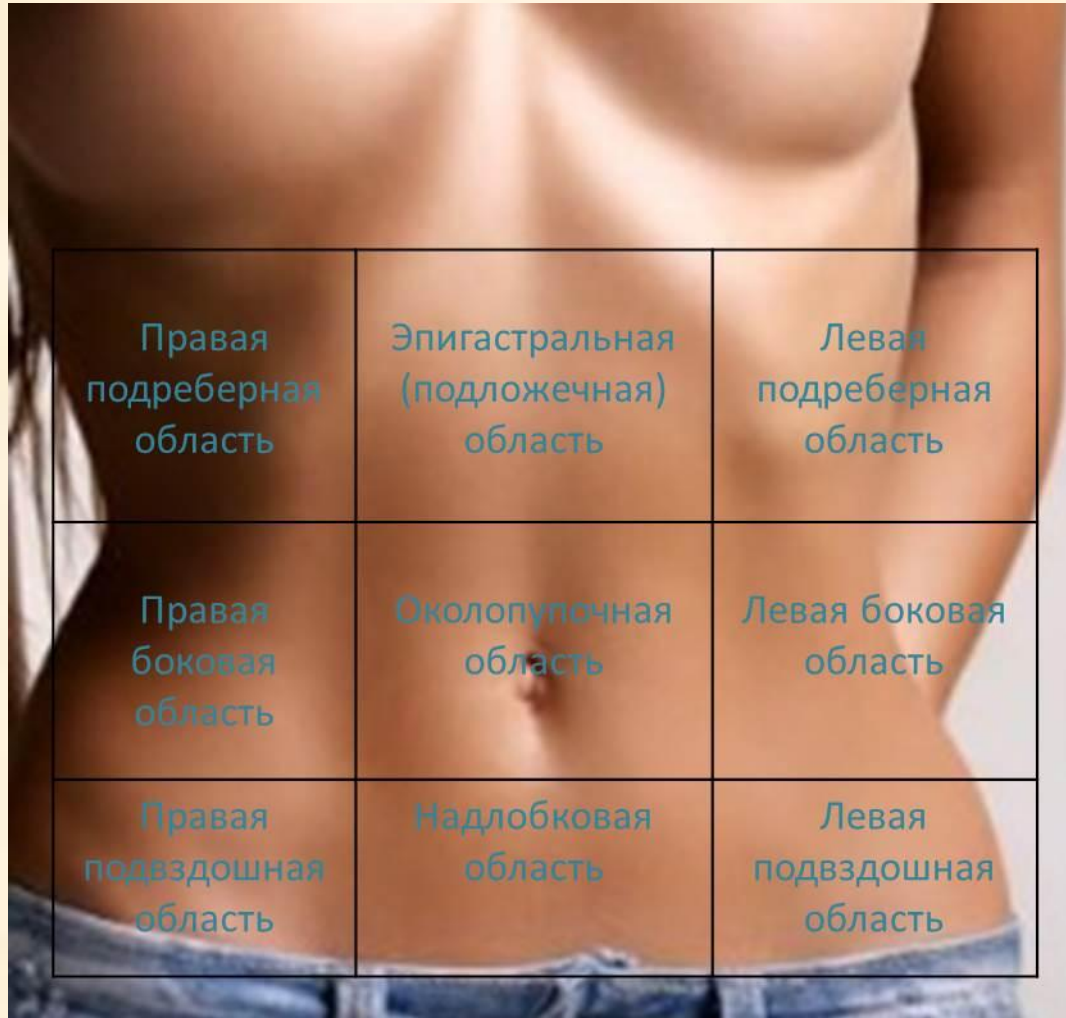 Правая
подреберная
область
Эпигастральная
(подложечная)
область
Левая
подреберная
область
Правая
боковая
область
Околопупочная
область
Левая боковая
область
Правая
подвздошная
область
Надлобковая
область
Левая
подвздошная
область